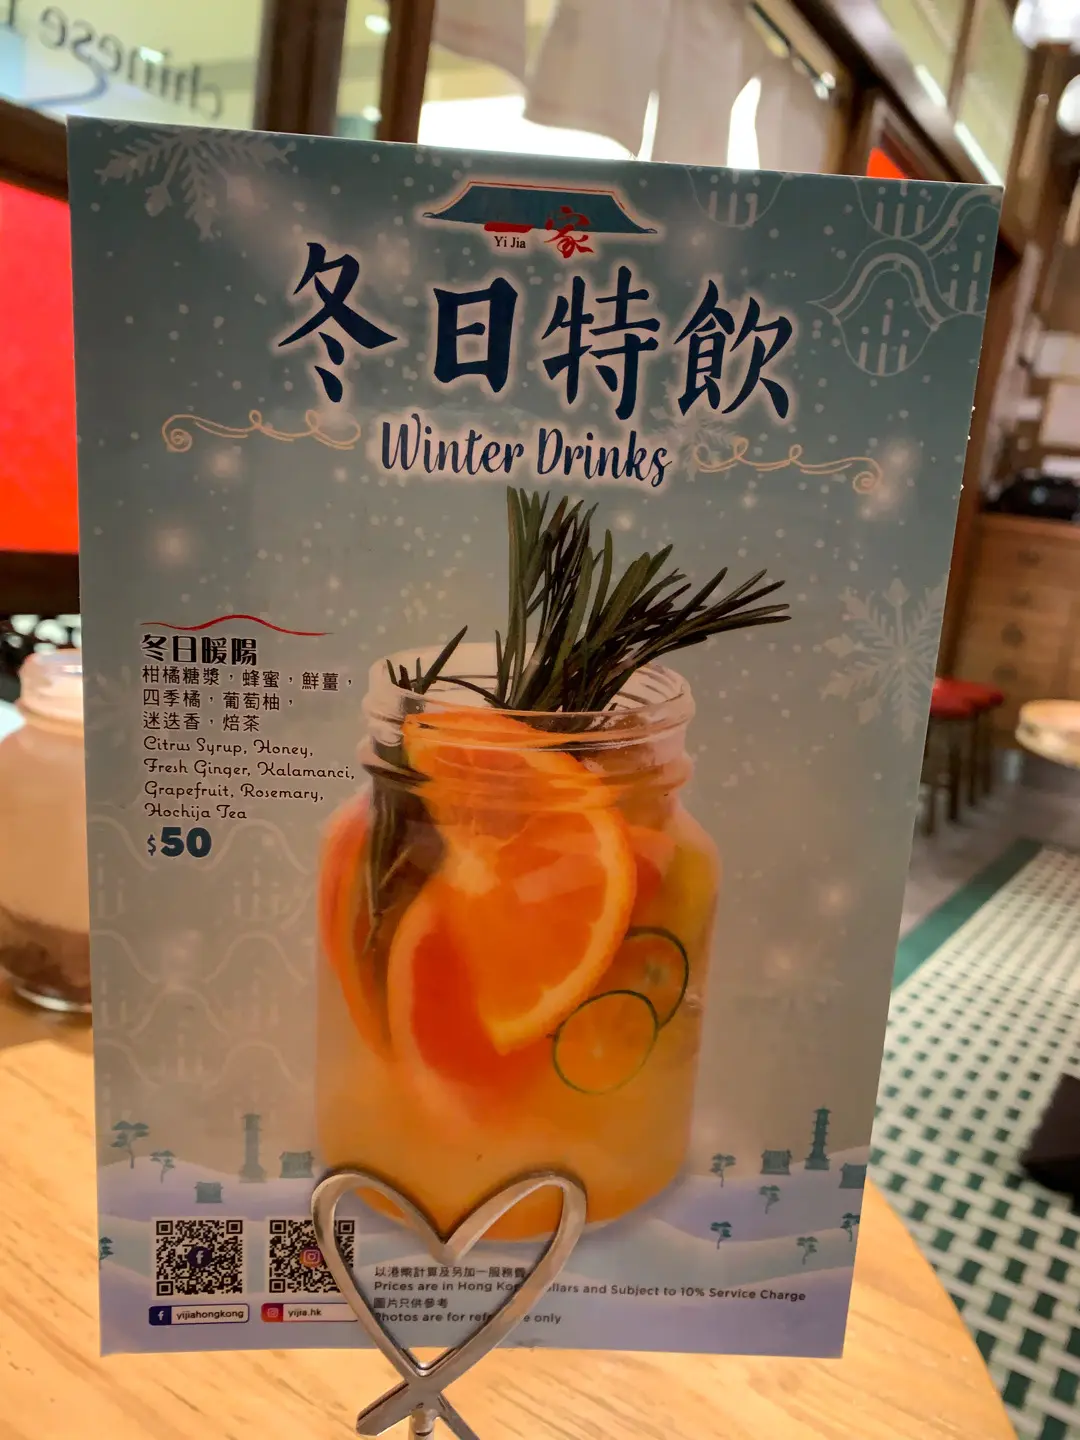 chinese
Yi Jia 一家
冬日特飲
Winter Drinks
冬日暖陽
柑橘糖漿，蜂蜜，鮮薑，
四季橘，葡萄柚，
迷迭香，焙茶
Citrus Syrup, Honey,
Fresh Ginger, Kalamanci,
Grapefruit, Rosemary,
Hochija Tea
$50
f yijiahongkong
yijia.hk
以港幣計算及另加一服務費
Prices are in Hong Kong Dollars and Subject to 10% Service Charge
圖片只供參考
Photos are for reference only